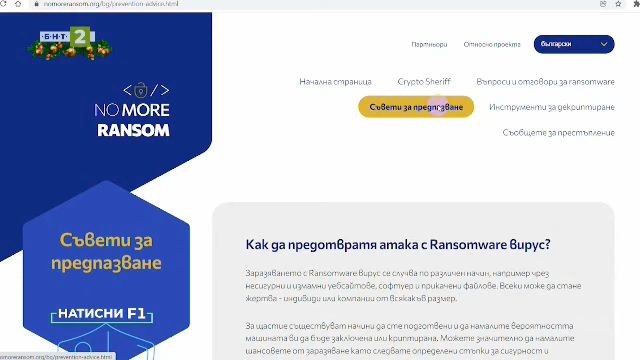 nomoreransom.org/bg/prevention-advice.html
·Б·Н·Т· 2
Партньори
Относно проекта
български
Начална страница
Crypto Sheriff
Въпроси и отговори за ransomware
Съвети за предпазване
Инструменти за декриптиране
Съобщете за престъпление
NO MORE
RANSOM
Съвети за
предпазване
НАТИСНИ F1
Как да предотвратя атака с Ransomware вирус?
Заразяването с Ransomware вирус се случва по различен начин, например чрез
несигурни и измамни уебсайтове, софтуер и прикачени файлове. Всеки може да стане
жертва - индивиди или компании от всякакъв размер.
За щастие съществуват начини да сте подготвени и да намалите вероятността
машината ви да бъде заключена или криптирана. Можете значително да намалите
шансовете от заразяване като следвате определени стъпки за сигурност и
nomoreransom.org/bg/prevention-advice.html